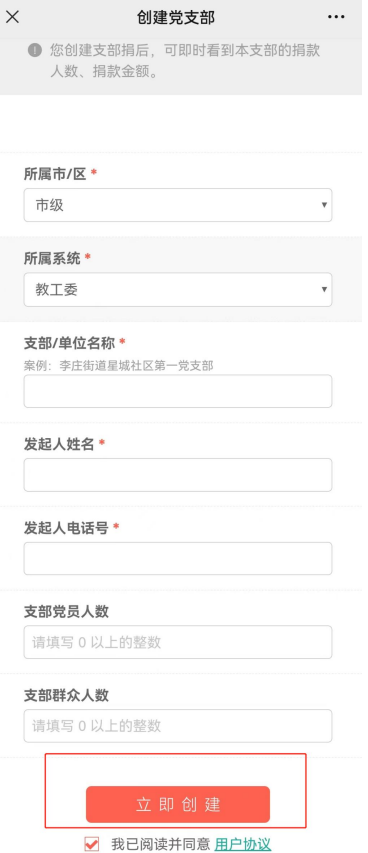 创建党支部
您创建支部捐后，可即时看到本支部的捐款
人数、捐款金额。
所属市/区 *
市级
所属系统 *
教工委
支部/单位名称 *
案例：李庄街道星城社区第一党支部
发起人姓名 *
发起人电话号 *
支部党员人数
请填写 0 以上的整数
支部群众人数
请填写 0 以上的整数
立即创建
我已阅读并同意 用户协议